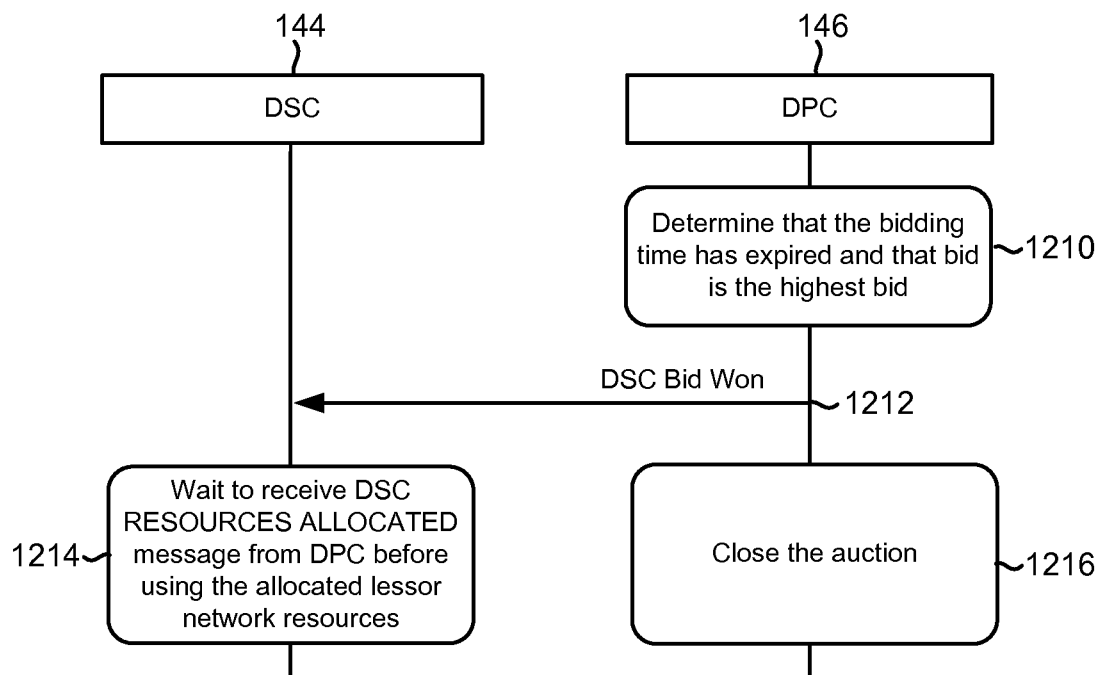 144
146
DSC
DPC
Determine that the bidding
time has expired and that bid
is the highest bid
1210
DSC Bid Won
1212
Wait to receive DSC
RESOURCES ALLOCATED
message from DPC before
using the allocated lessor
network resources
1214
Close the auction
1216